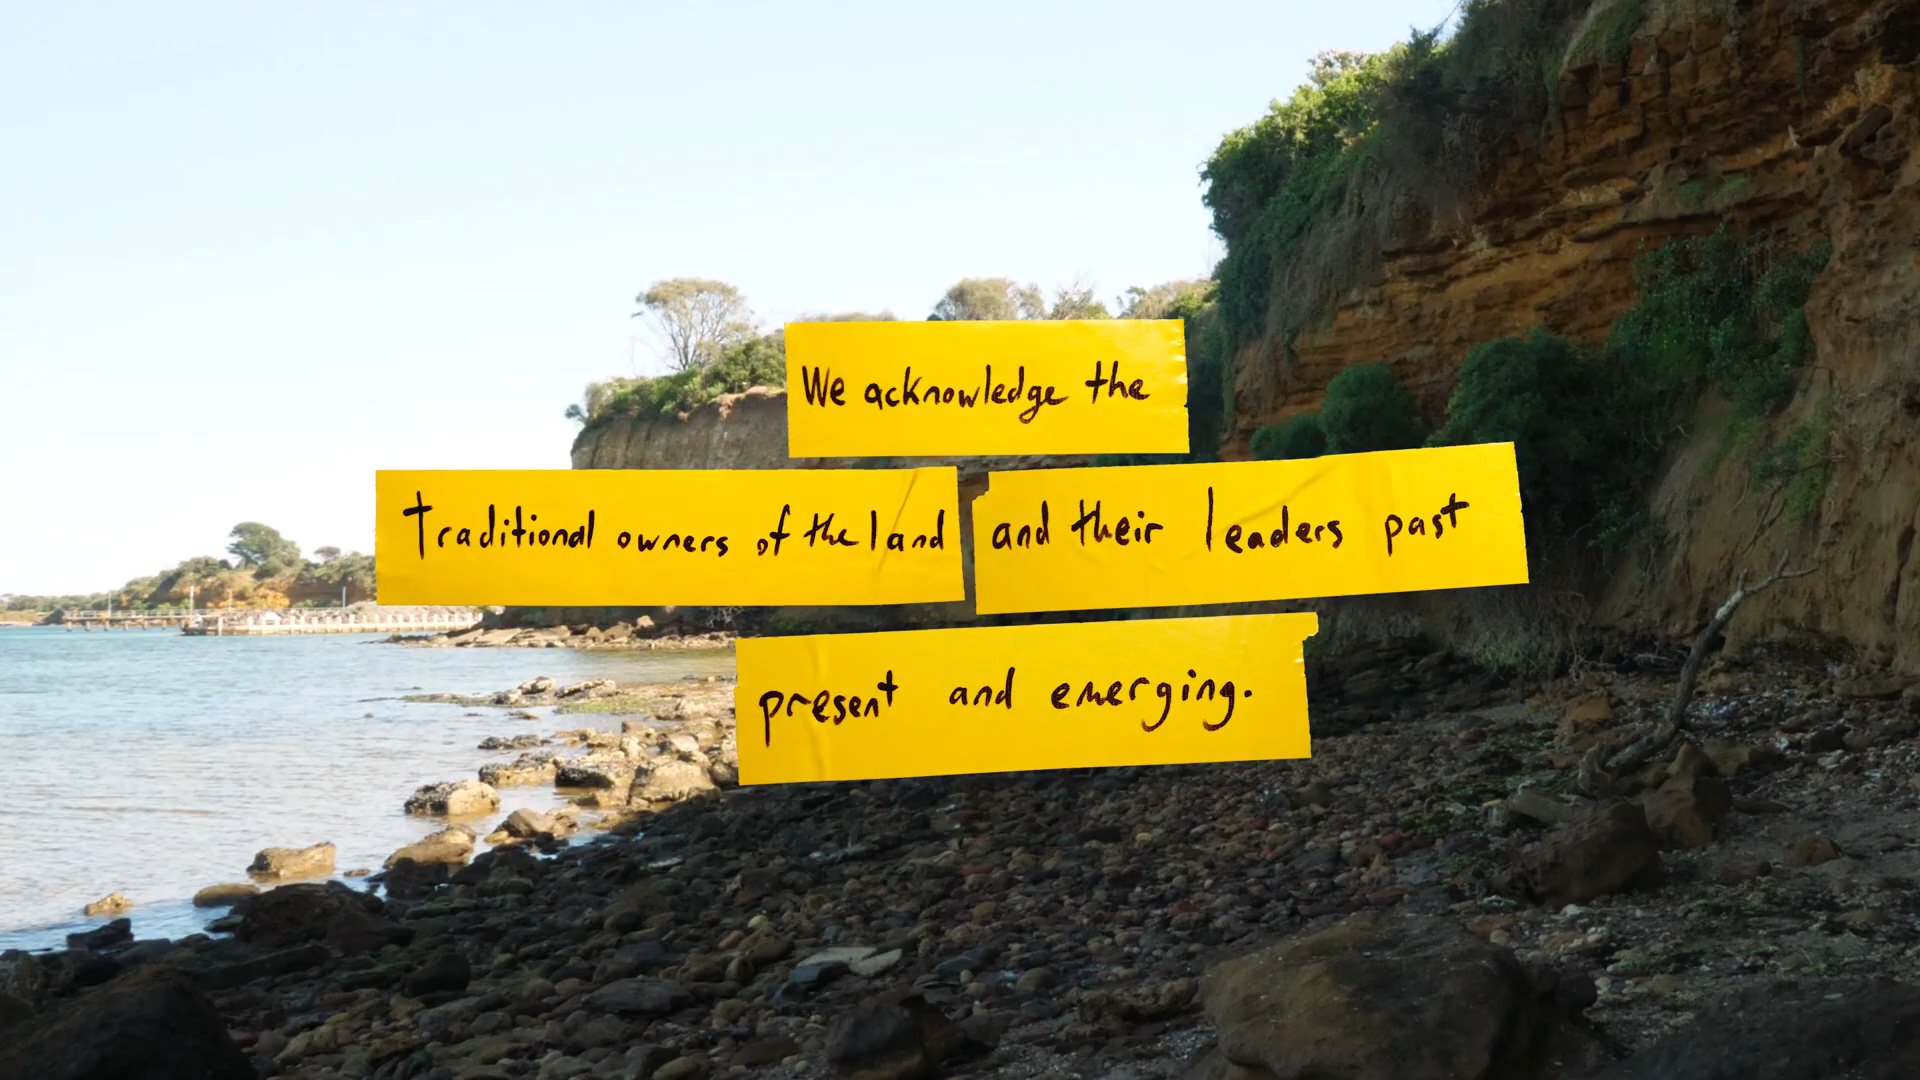 We acknowledge the
traditional owners of the land and their leaders past
present and emerging.